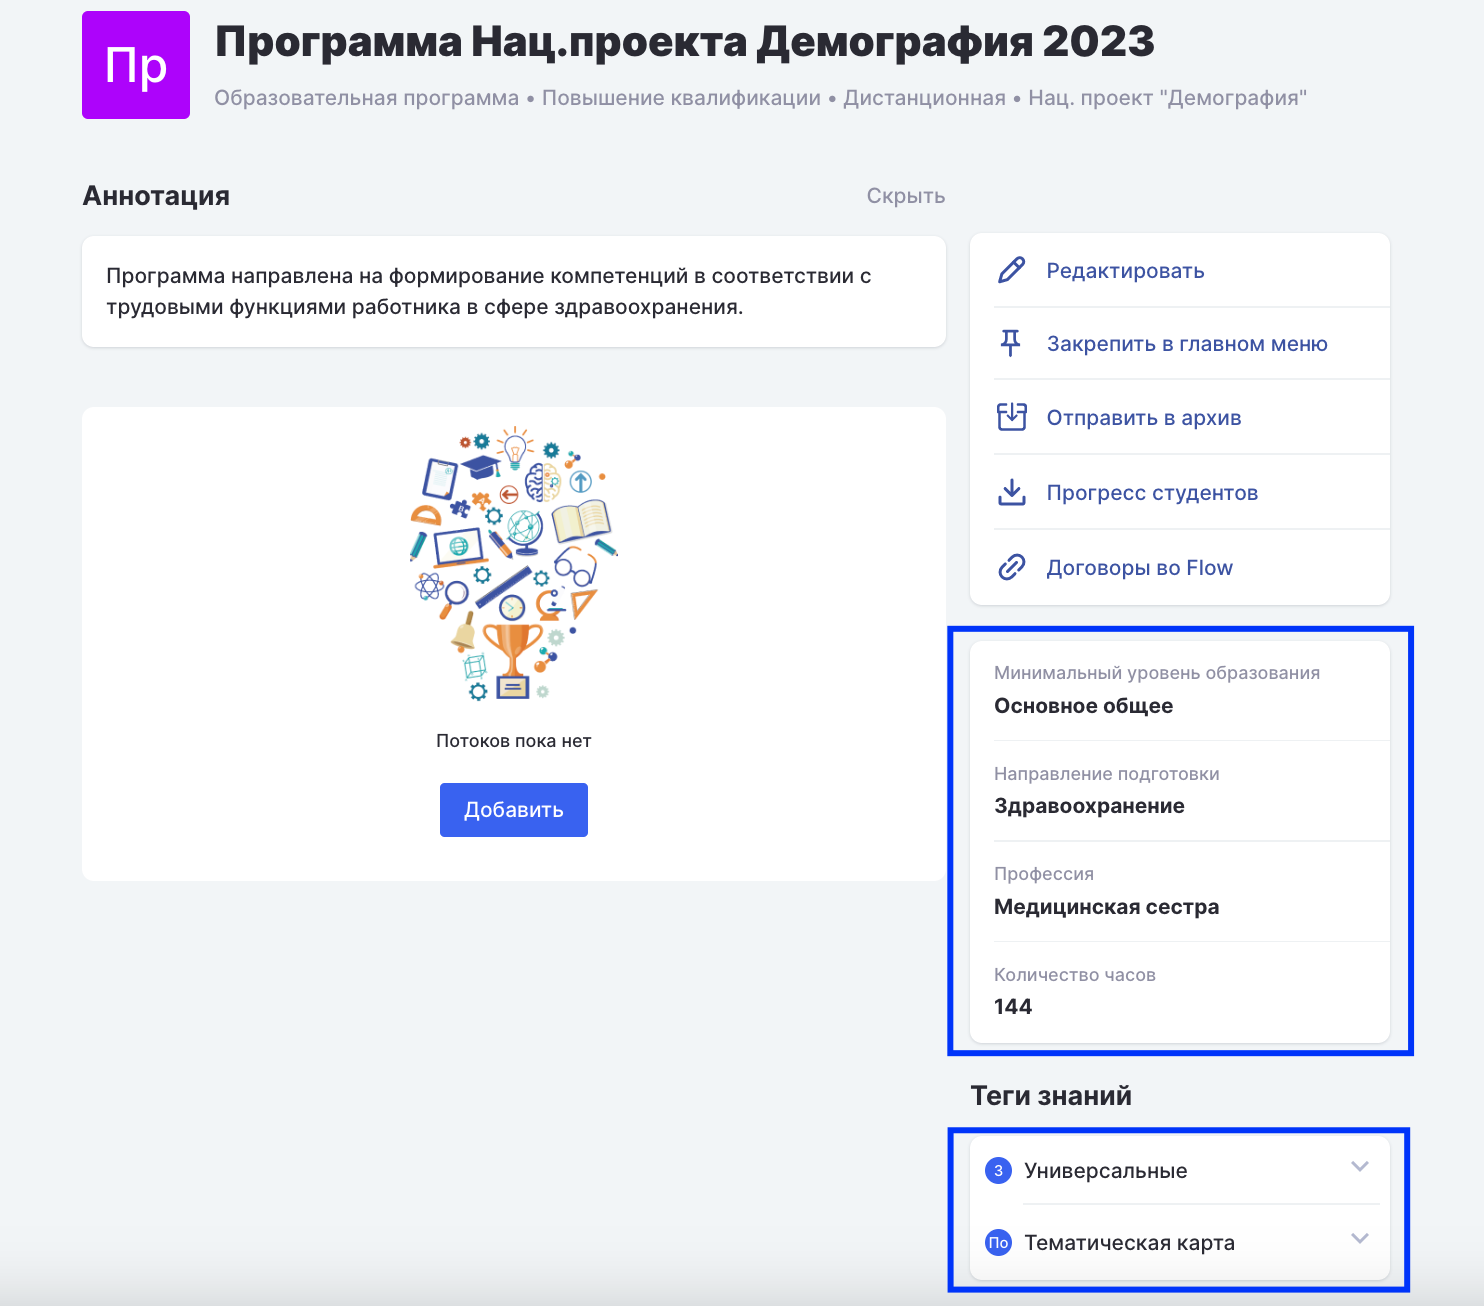 Пр
Программа Нац.проекта Демография 2023
Образовательная программа • Повышение квалификации • Дистанционная • Нац. проект "Демография"
Аннотация
Скрыть
Программа направлена на формирование компетенций в соответствии с
трудовыми функциями работника в сфере здравоохранения.
Потоков пока нет
Добавить
Редактировать
Закрепить в главном меню
Отправить в архив
Прогресс студентов
Договоры во Flow
Минимальный уровень образования
Основное общее
Направление подготовки
Здравоохранение
Профессия
Медицинская сестра
Количество часов
144
Теги знаний
З Универсальные
По Тематическая карта